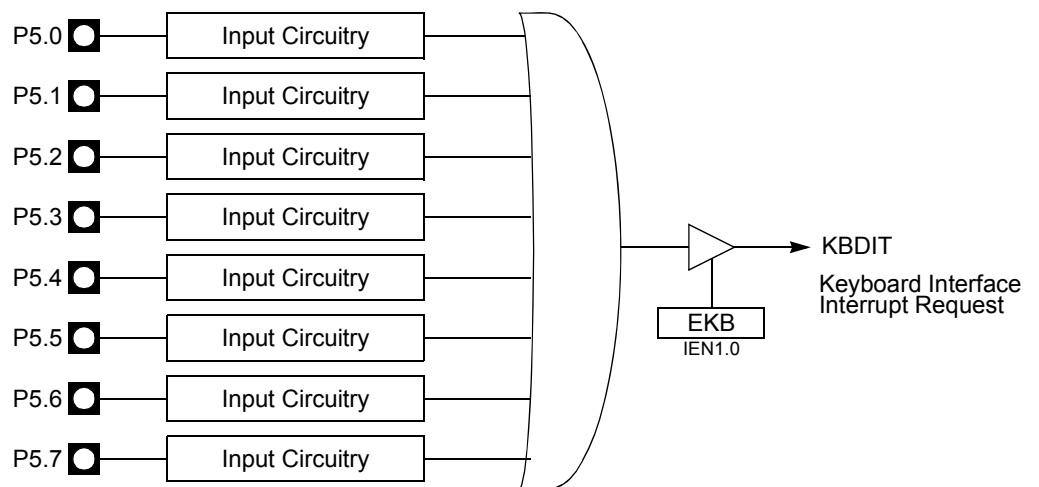 P5.0 Input Circuitry
P5.1 Input Circuitry
P5.2 Input Circuitry
P5.3 Input Circuitry
P5.4 Input Circuitry
P5.5 Input Circuitry
P5.6 Input Circuitry
P5.7 Input Circuitry
KBDIT
Keyboard Interface
Interrupt Request
EKB
IEN1.0